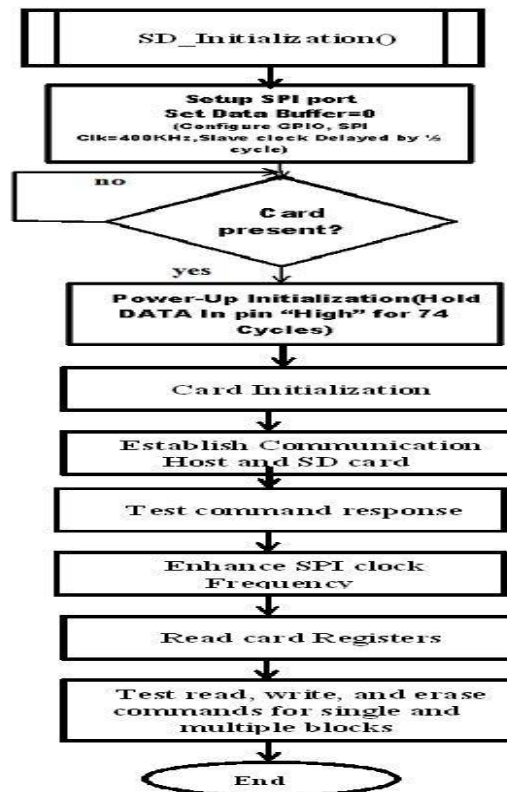 SD_Initialization()
Setup SPI port
Set Data Buffer=0
(Configure GPIO, SPI
Clk=400KHz,Slave clock Delayed by ½
cycle)
no
Card
present?
yes
Power-Up Initialization(Hold
DATA In pin “High” for 74
Cycles)
Card Initialization
Establish Communication
Host and SD card
Test command response
Enhance SPI clock
Frequency
Read card Registers
Test read, write, and erase
commands for single and
multiple blocks
End